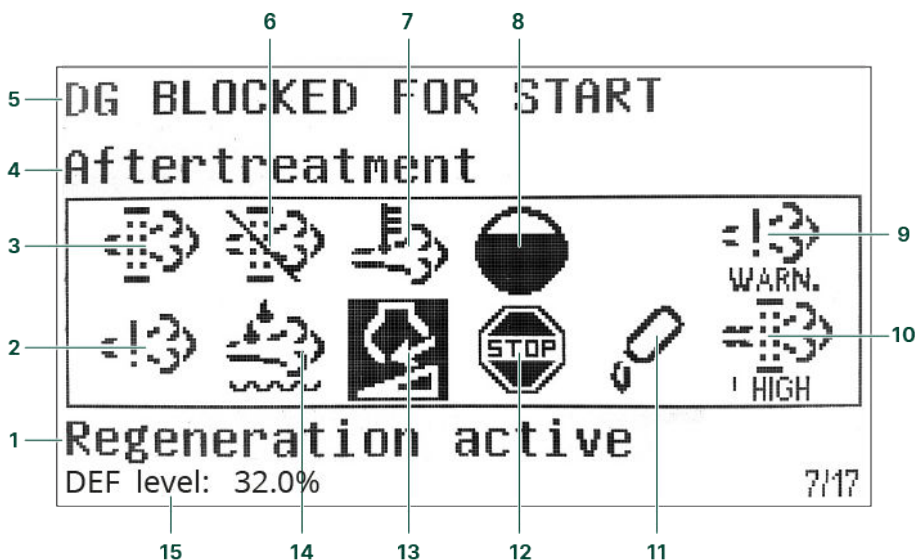 6 7 8
5 DG BLOCKED FOR START
4 Aftertreatment
3 9
WARN.
2 STOP 10
! HIGH
1 Regeneration active
DEF level: 32.0% 7/17
15 14 13 12 11